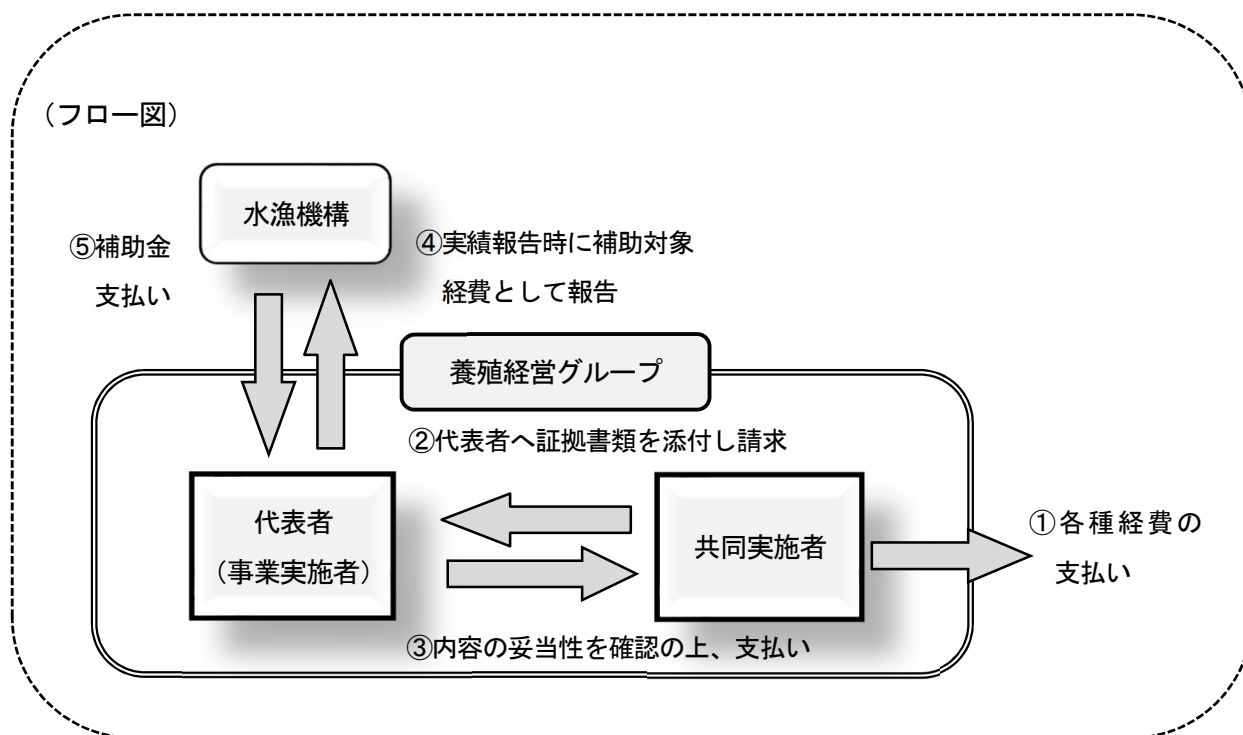 （フロー図）
水漁機構
⑤補助金
支払い
④実績報告時に補助対象
経費として報告
養殖経営グループ
②代表者へ証拠書類を添付し請求
代表者
（事業実施者）
共同実施者
①各種経費の
支払い
③内容の妥当性を確認の上、支払い